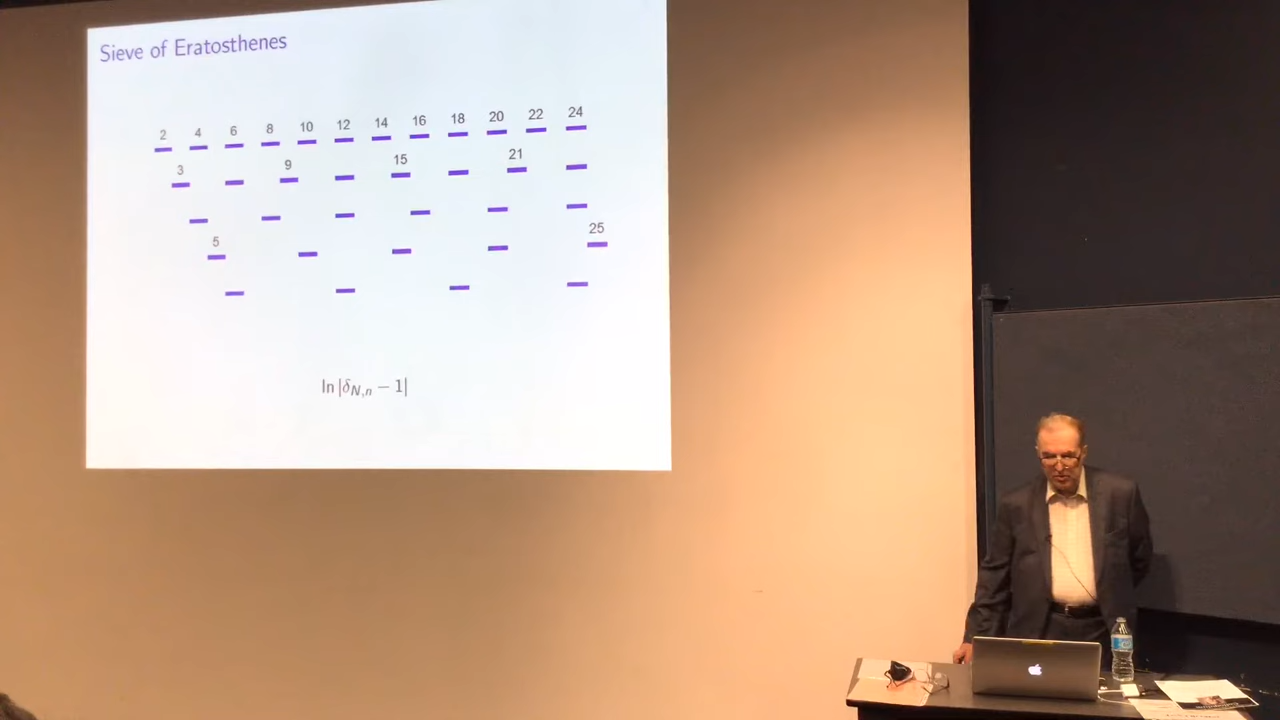 Sieve of Eratosthenes
2 4 6 8 10 12 14 16 18 20 22 24
3 9 15 21
5 25
ln |δ_{N,n} − 1|